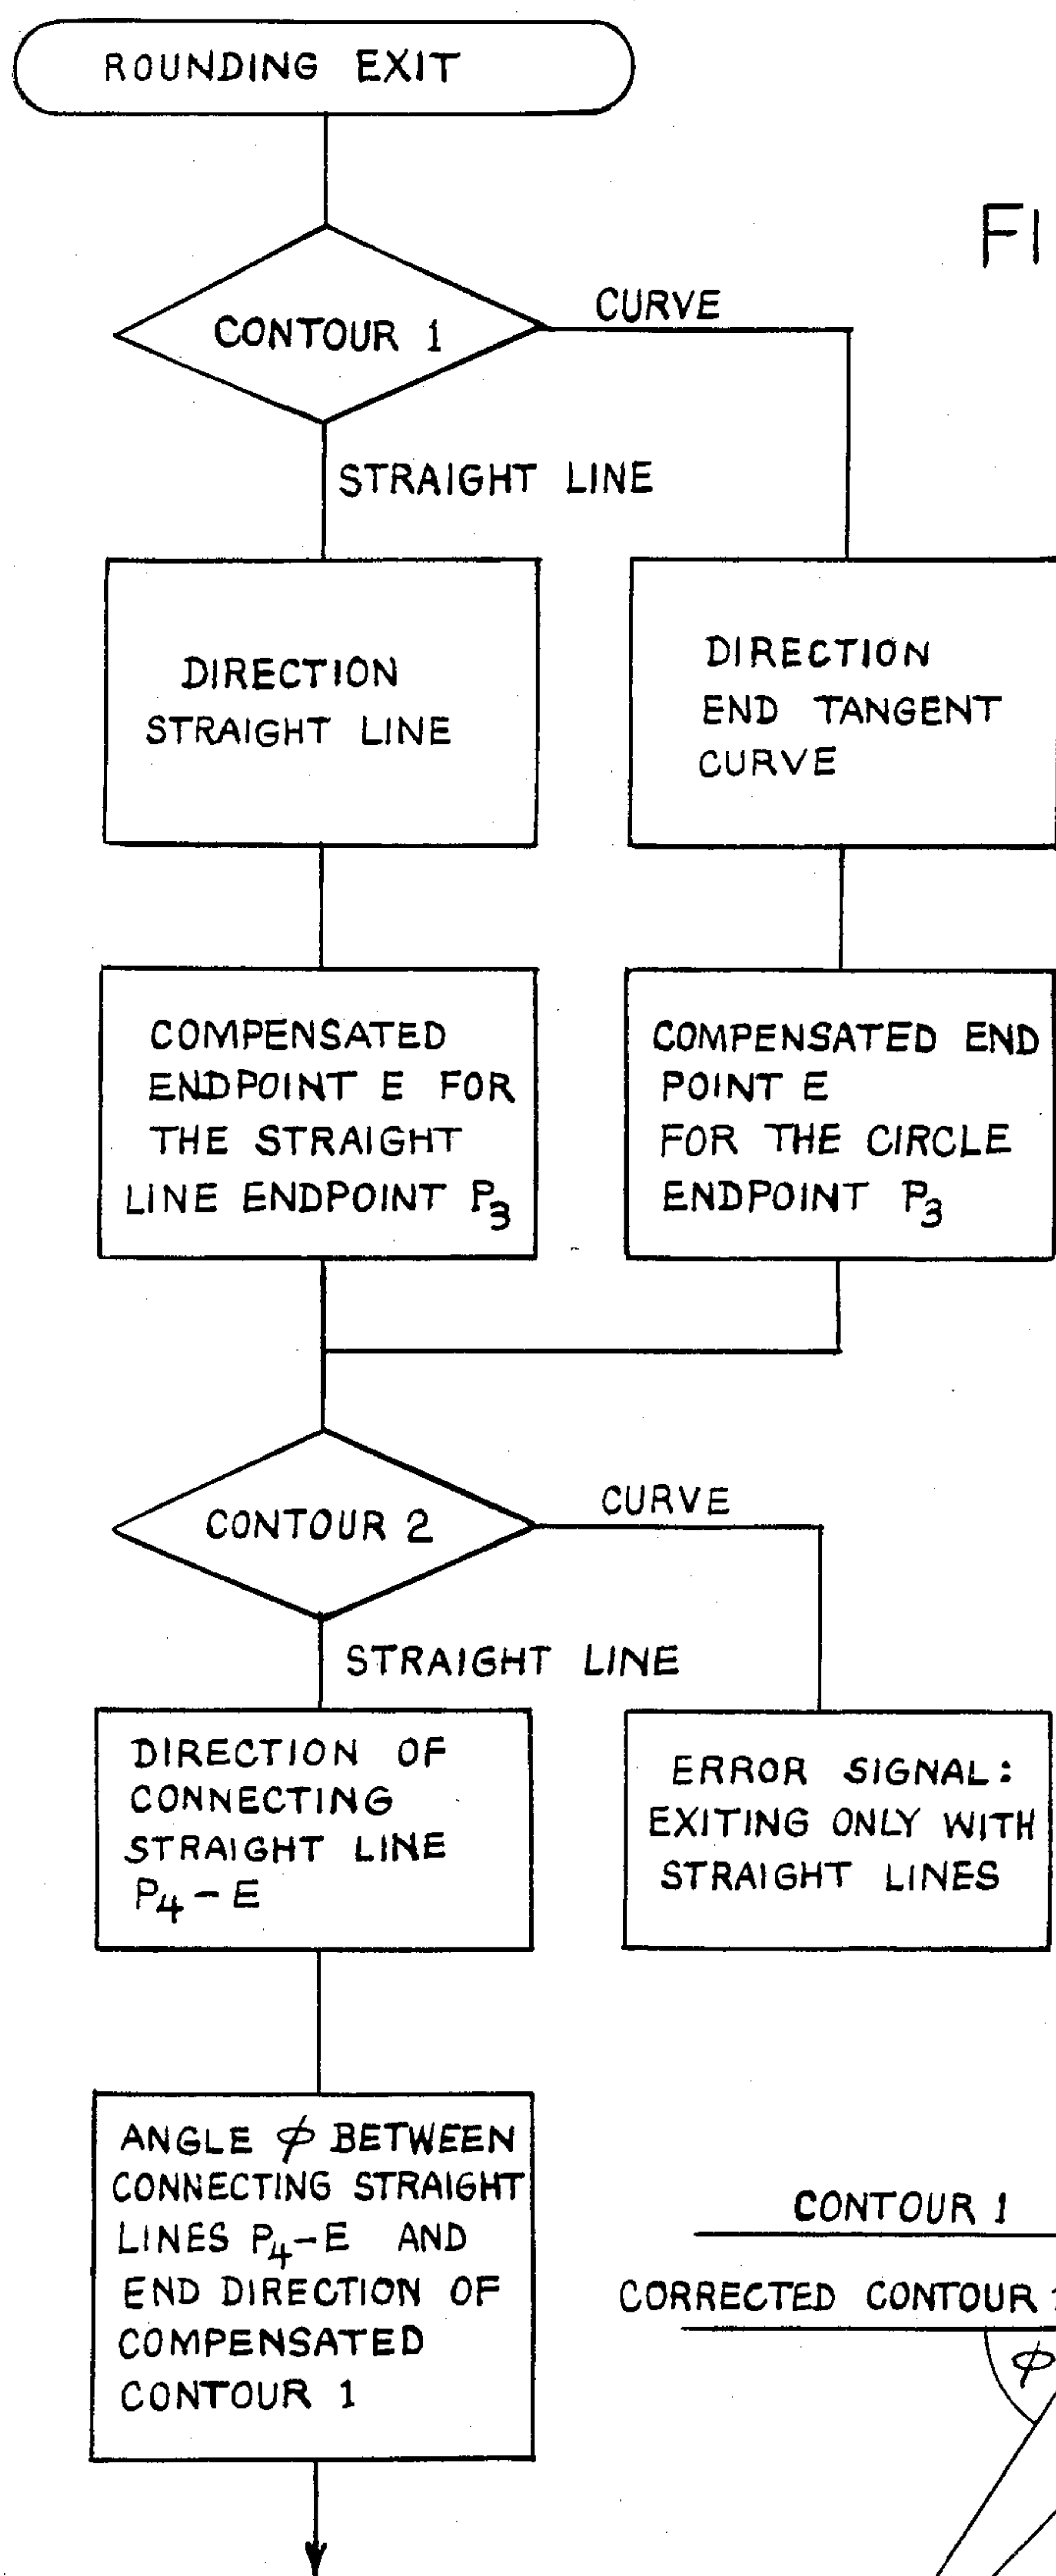 ROUNDING EXIT
FI
CONTOUR 1
CURVE
STRAIGHT LINE
DIRECTION
STRAIGHT LINE
DIRECTION
END TANGENT
CURVE
COMPENSATED
ENDPOINT E FOR
THE STRAIGHT
LINE ENDPOINT P3
COMPENSATED END
POINT E
FOR THE CIRCLE
ENDPOINT P3
CONTOUR 2
CURVE
STRAIGHT LINE
DIRECTION OF
CONNECTING
STRAIGHT LINE
P4-E
ERROR SIGNAL:
EXITING ONLY WITH
STRAIGHT LINES
ANGLE ϕ BETWEEN
CONNECTING STRAIGHT
LINES P4-E AND
END DIRECTION OF
COMPENSATED
CONTOUR 1
CONTOUR 1
CORRECTED CONTOUR
ϕ